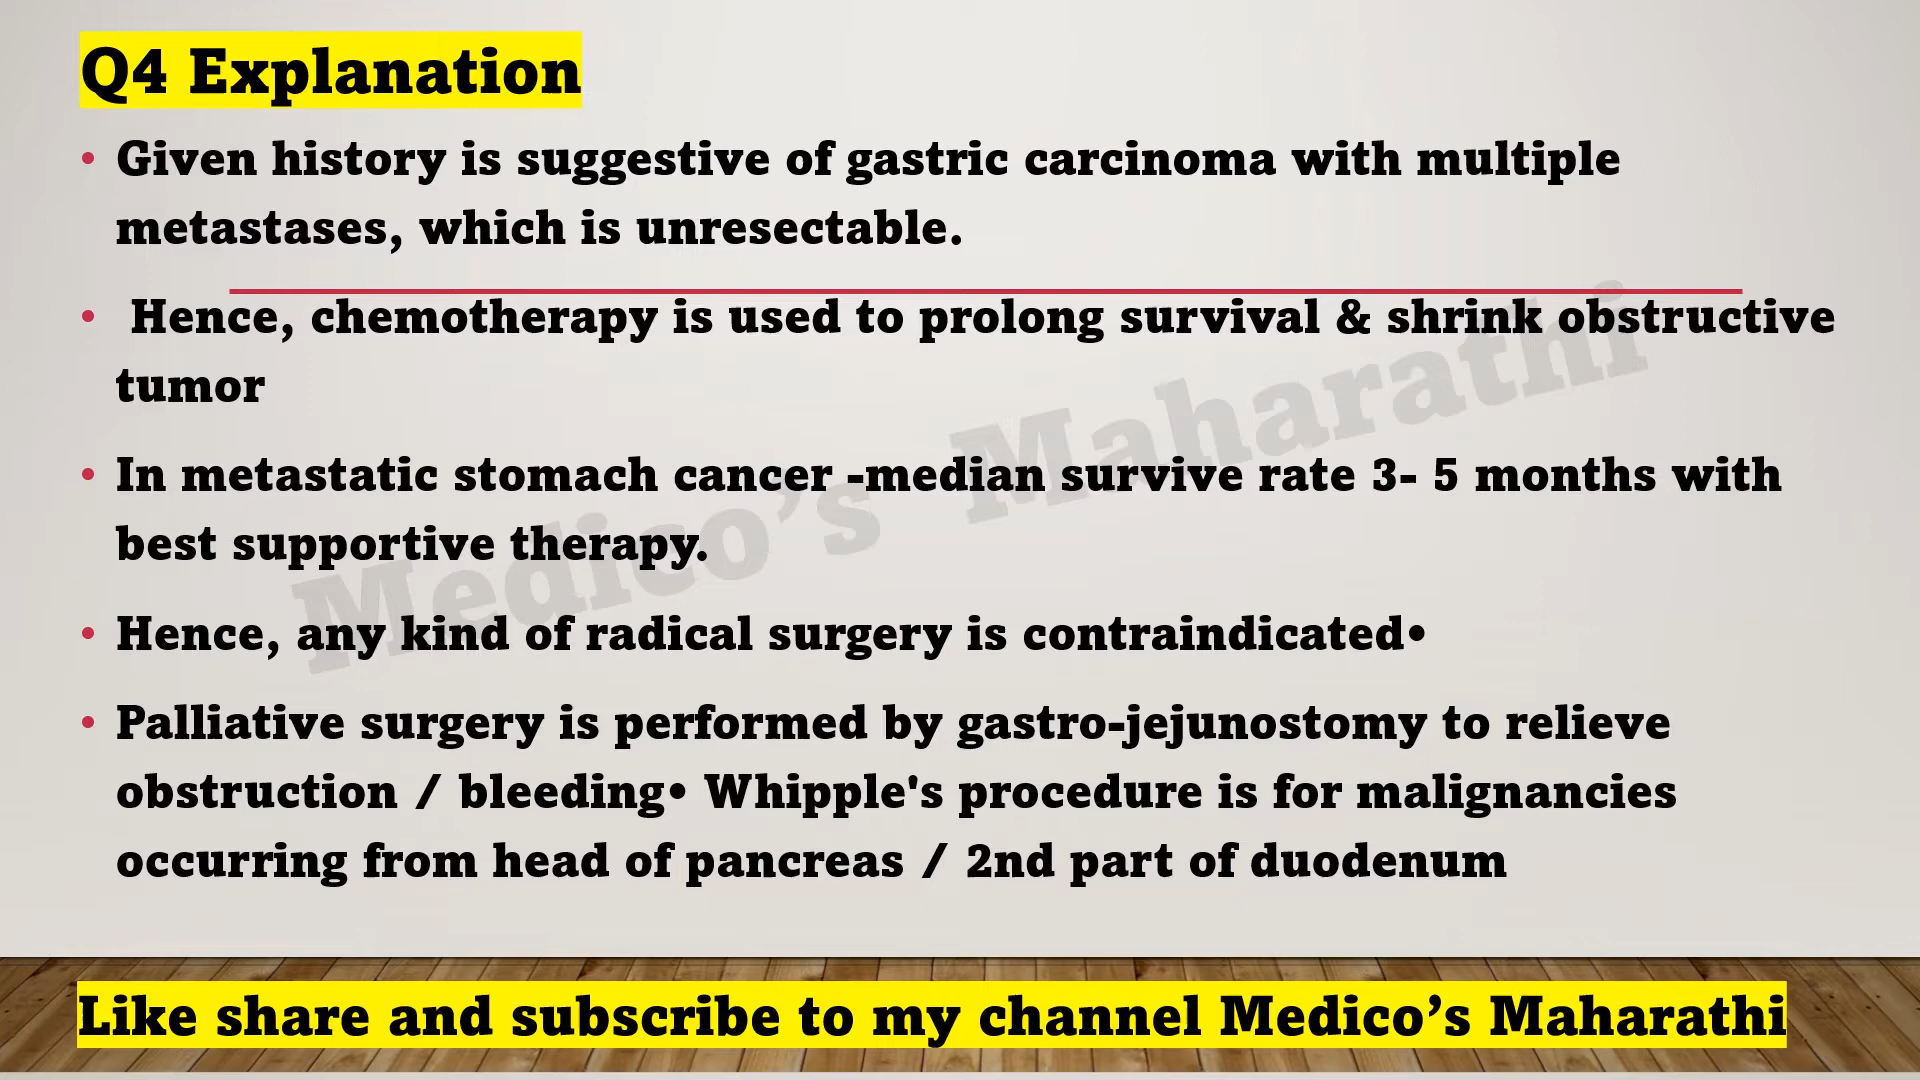 Q4 Explanation
• Given history is suggestive of gastric carcinoma with multiple
metastases, which is unresectable.
• Hence, chemotherapy is used to prolong survival & shrink obstructive
tumor
• In metastatic stomach cancer -median survive rate 3- 5 months with
best supportive therapy.
• Hence, any kind of radical surgery is contraindicated•
• Palliative surgery is performed by gastro-jejunostomy to relieve
obstruction / bleeding• Whipple's procedure is for malignancies
occurring from head of pancreas / 2nd part of duodenum
Medico’s Maharathi
Like share and subscribe to my channel Medico’s Maharathi